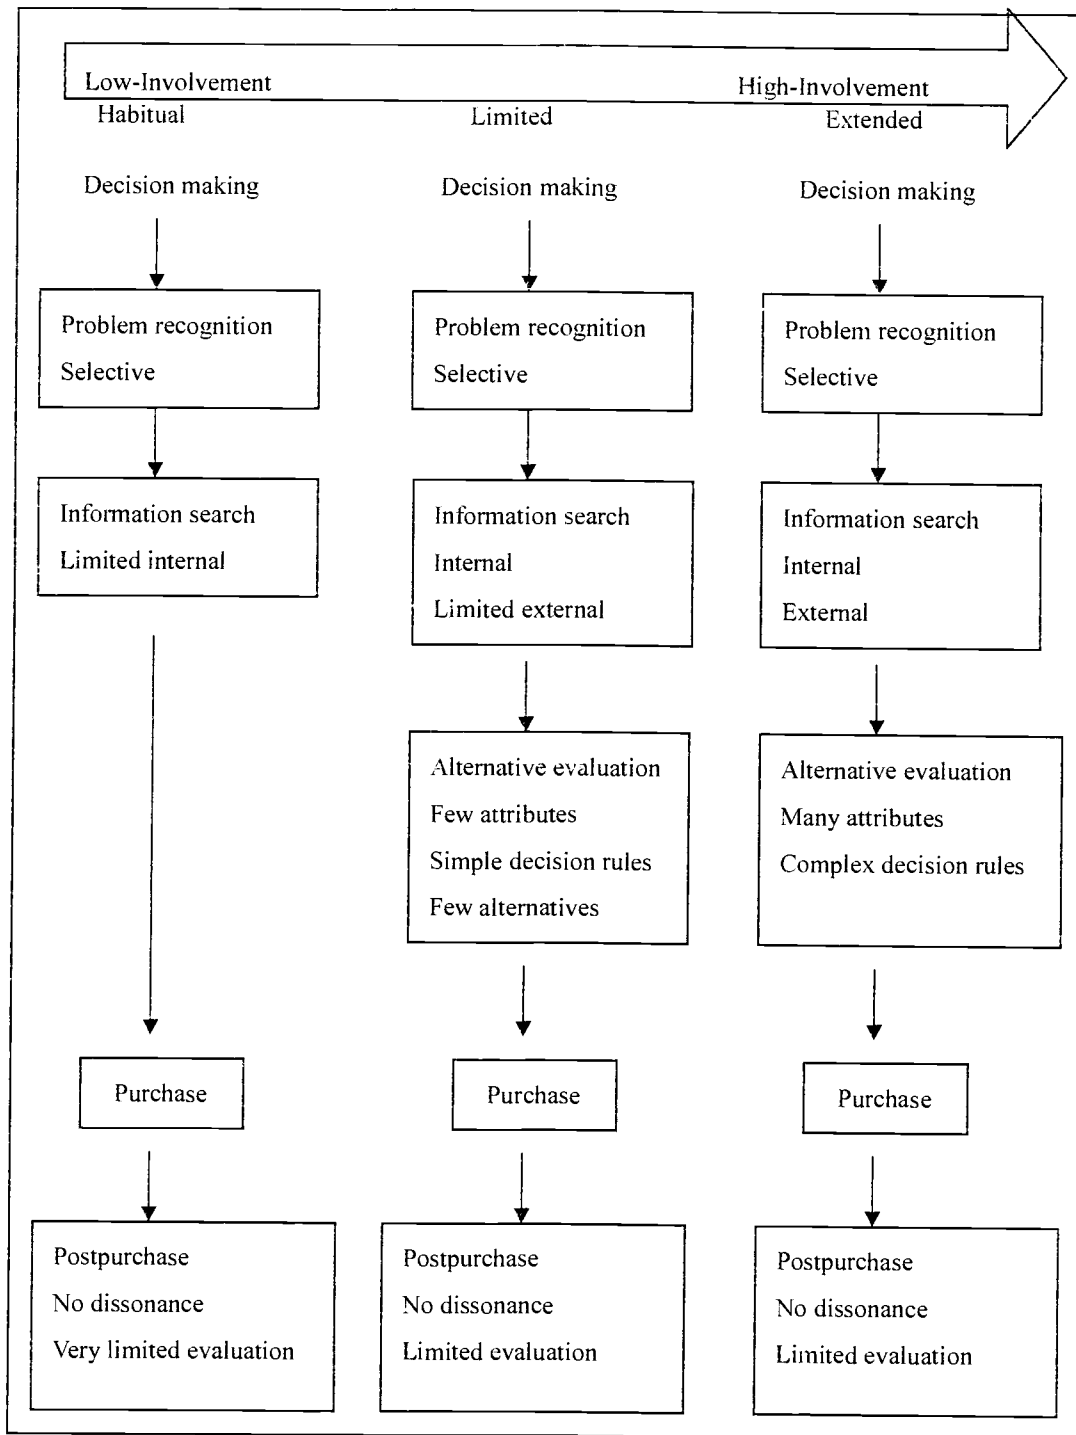 Low-Involvement
High-Involvement
Habitual
Limited
Extended
Decision making
Decision making
Decision making
Problem recognition
Selective
Problem recognition
Selective
Problem recognition
Selective
Information search
Limited internal
Information search
Internal
Limited external
Information search
Internal
External
Alternative evaluation
Few attributes
Simple decision rules
Few alternatives
Alternative evaluation
Many attributes
Complex decision rules
Purchase
Purchase
Purchase
Postpurchase
No dissonance
Very limited evaluation
Postpurchase
No dissonance
Limited evaluation
Postpurchase
No dissonance
Limited evaluation